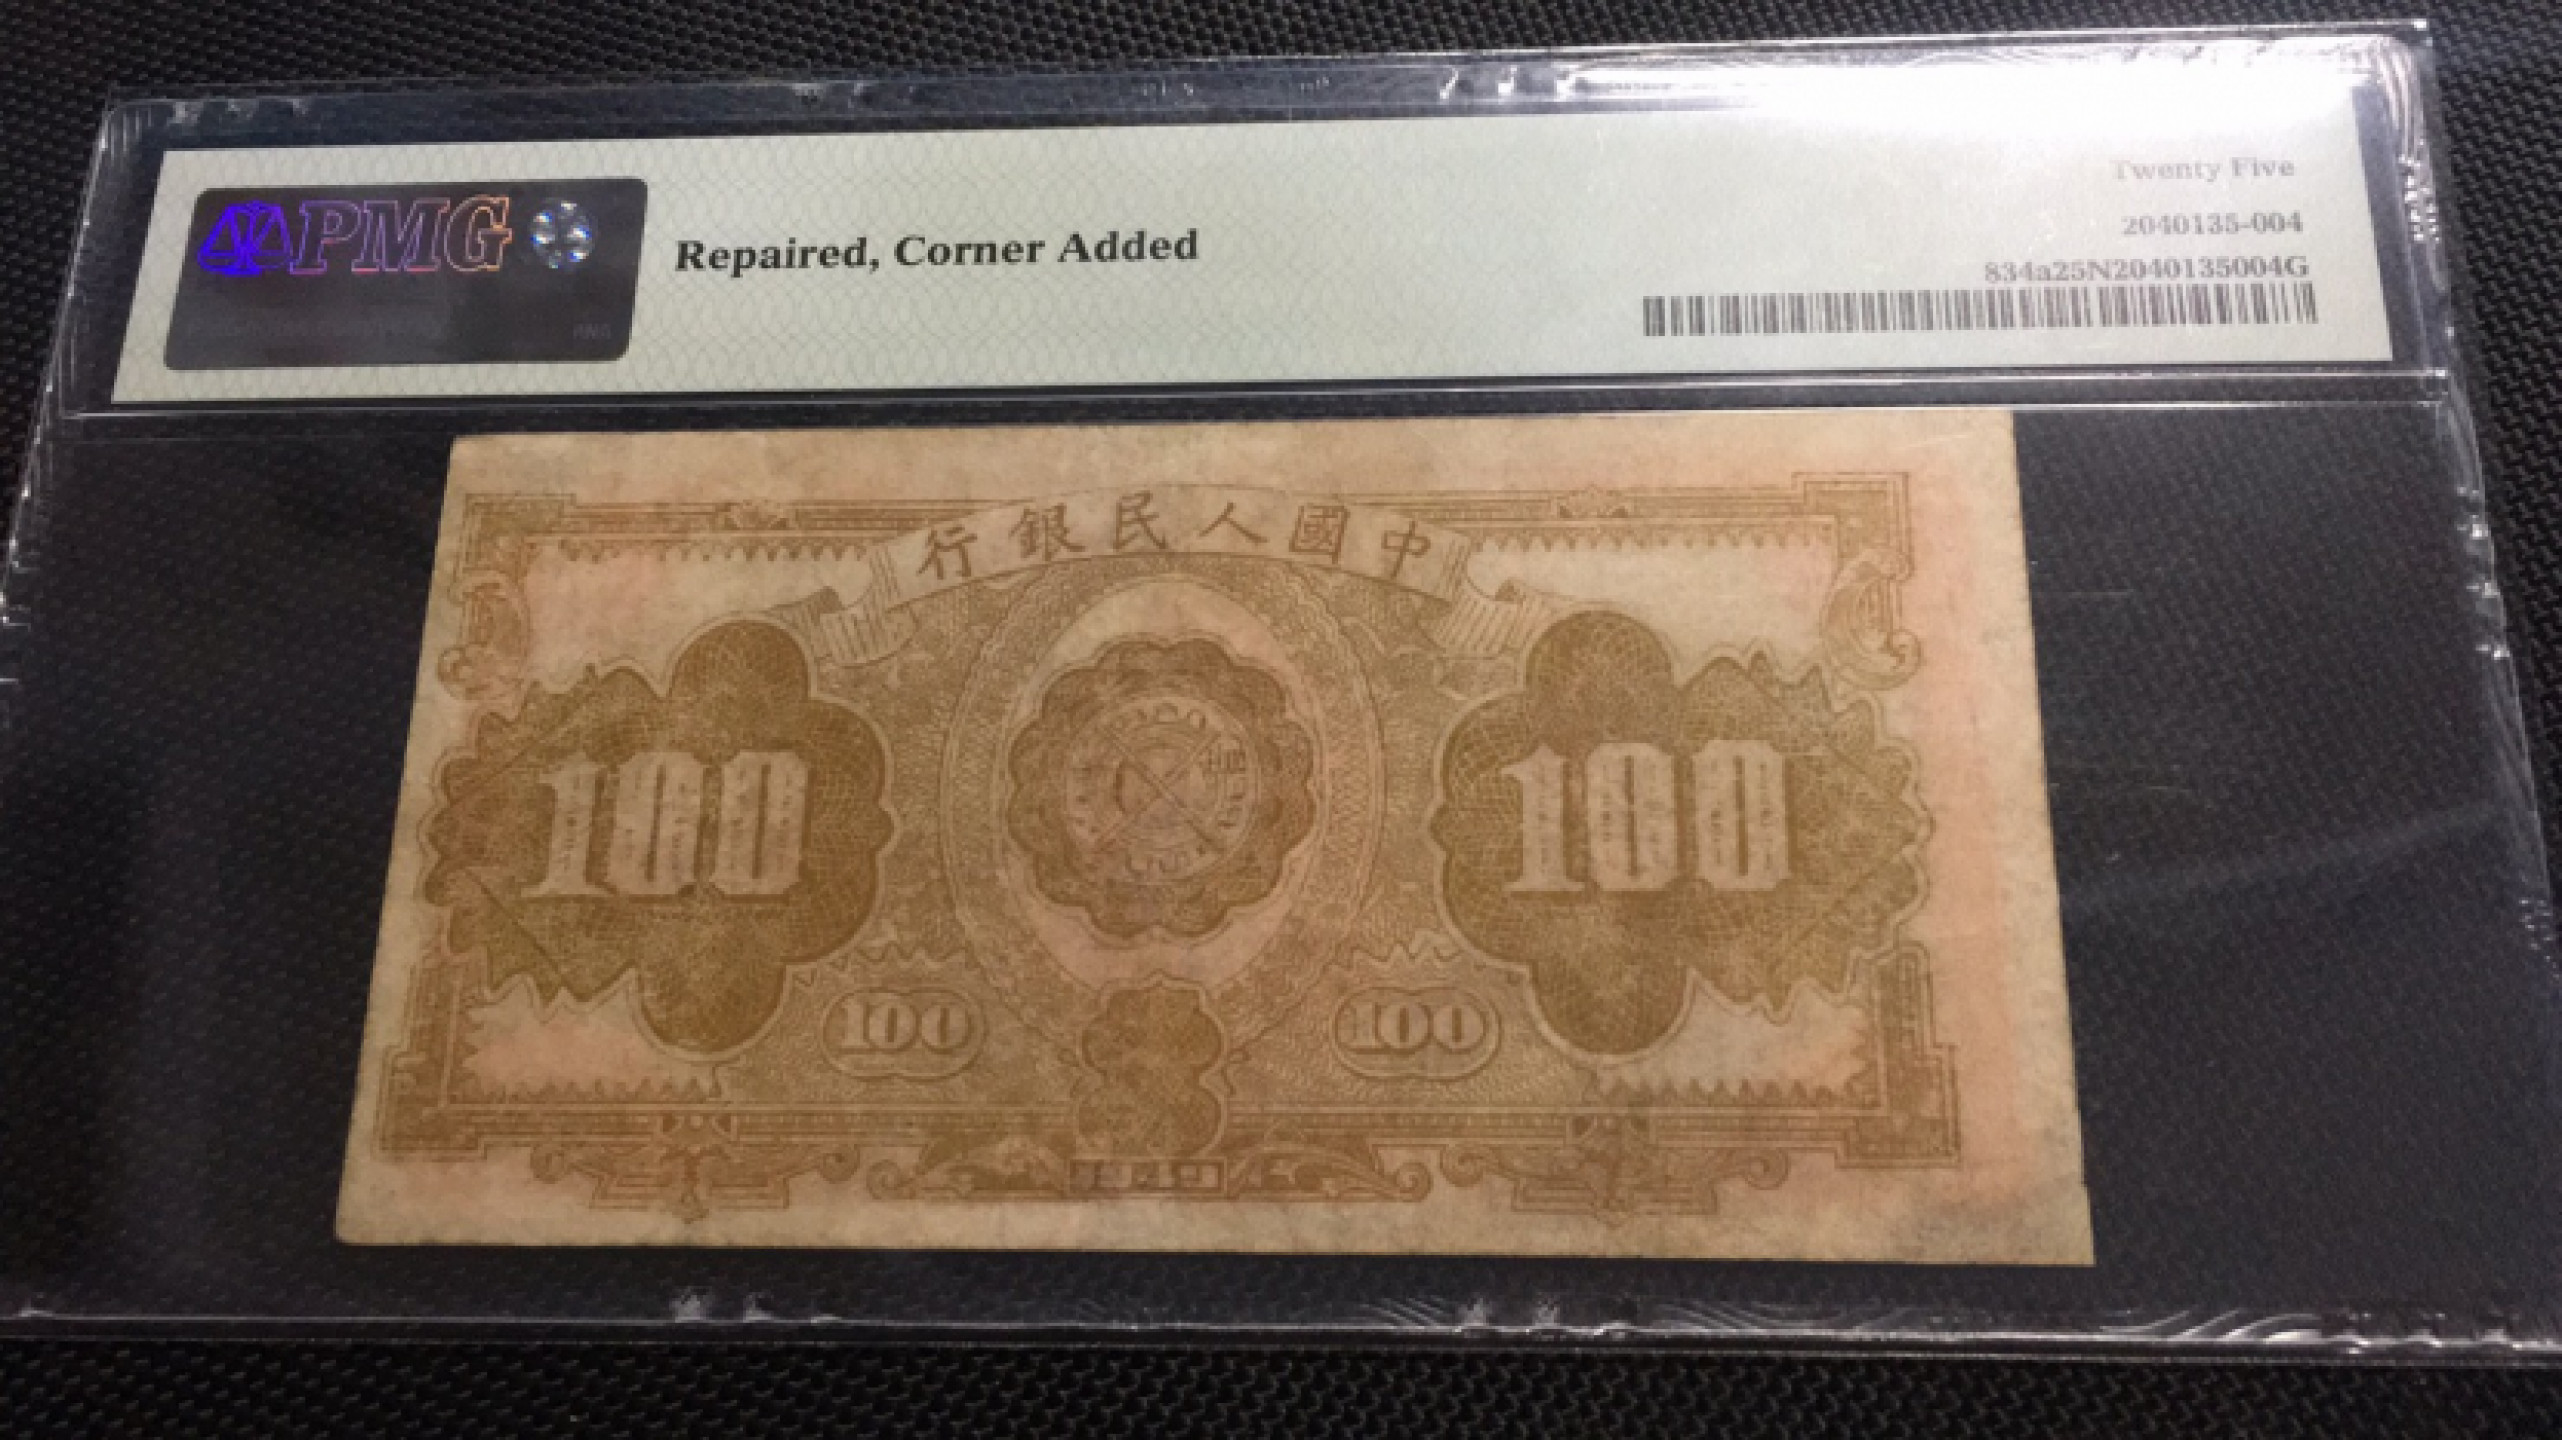 PMG
Repaired, Corner Added
Twenty Five
2040135-004
834a25N2040135004G
行銀民人國中
100
100
100
100
1949